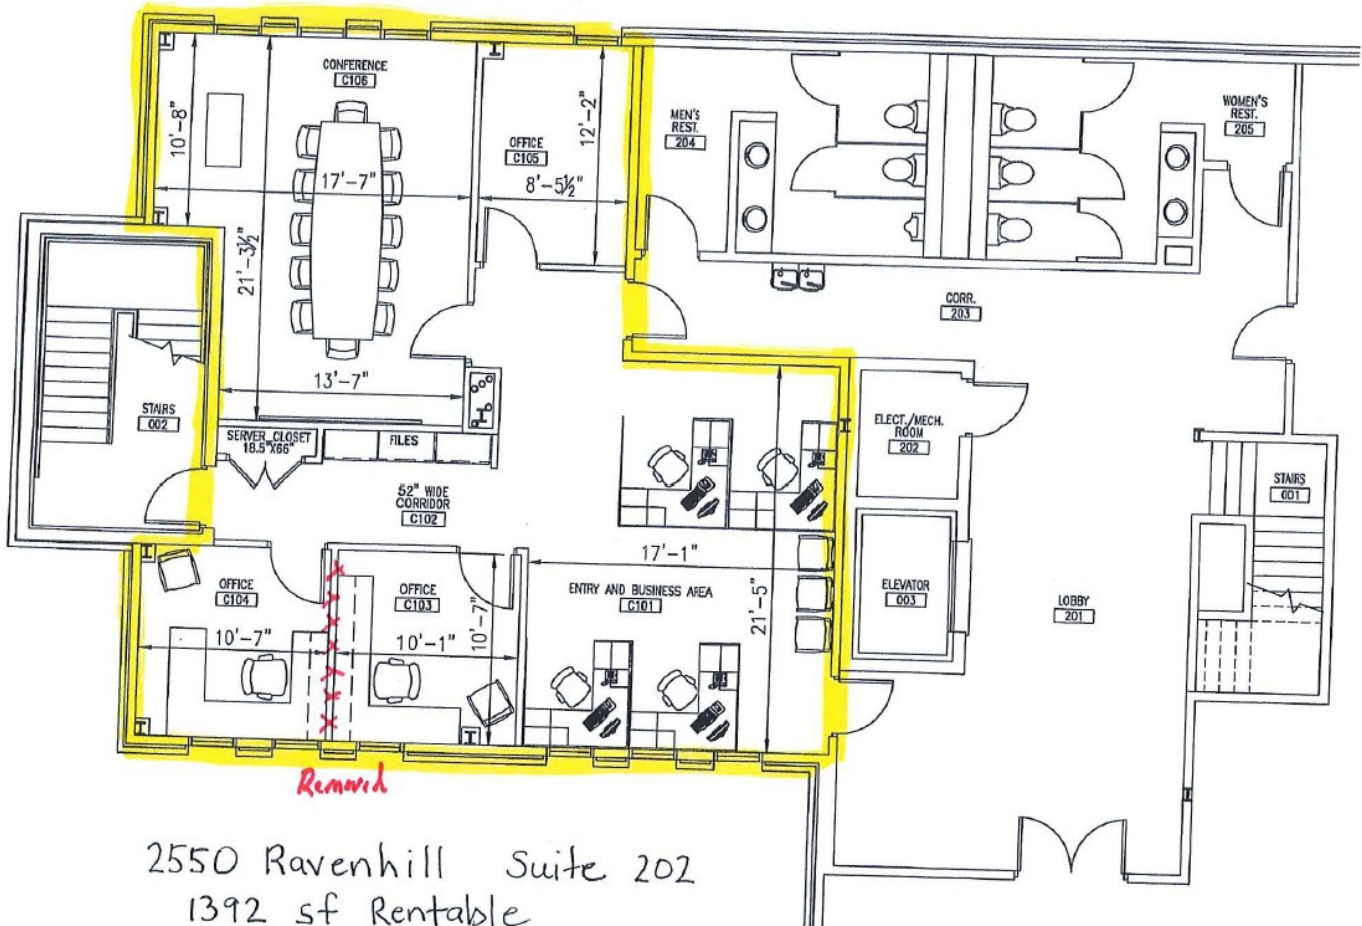 CONFERENCE
C106
10'-8"
17'-7"
21'-3½"
13'-7"
OFFICE
C105
12'-2"
8'-5½"
MEN'S
REST.
204
WOMEN'S
REST.
205
CORR.
203
STAIRS
002
SERVER CLOSET
18.5"X66"
FILES
52" WIDE
CORRIDOR
C102
ELECT./MECH.
ROOM
202
STAIRS
001
OFFICE
C104
10'-7"
OFFICE
C103
10'-1"
10'-7"
17'-1"
ENTRY AND BUSINESS AREA
C101
21'-5"
ELEVATOR
003
LOBBY
201
Removed
2550 Ravenhill Suite 202
1392 sf Rentable